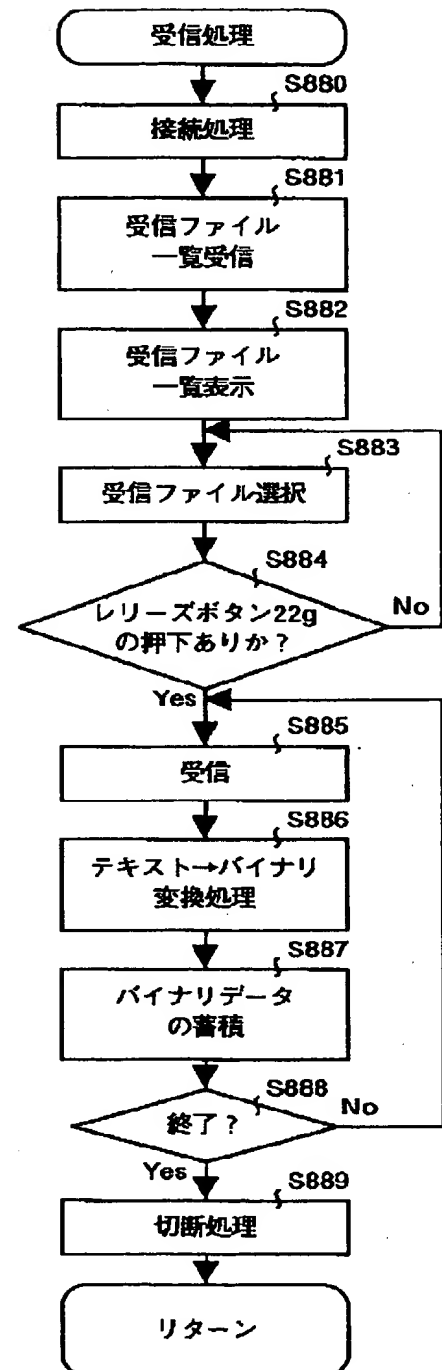 受信処理
S880
接続処理
S881
受信ファイル
一覧受信
S882
受信ファイル
一覧表示
S883
受信ファイル選択
S884
レリーズボタン22g
の押下ありか？
No
Yes
S885
受信
S886
テキスト→バイナリ
変換処理
S887
バイナリデータ
の蓄積
S888
終了？
No
Yes
S889
切断処理
リターン